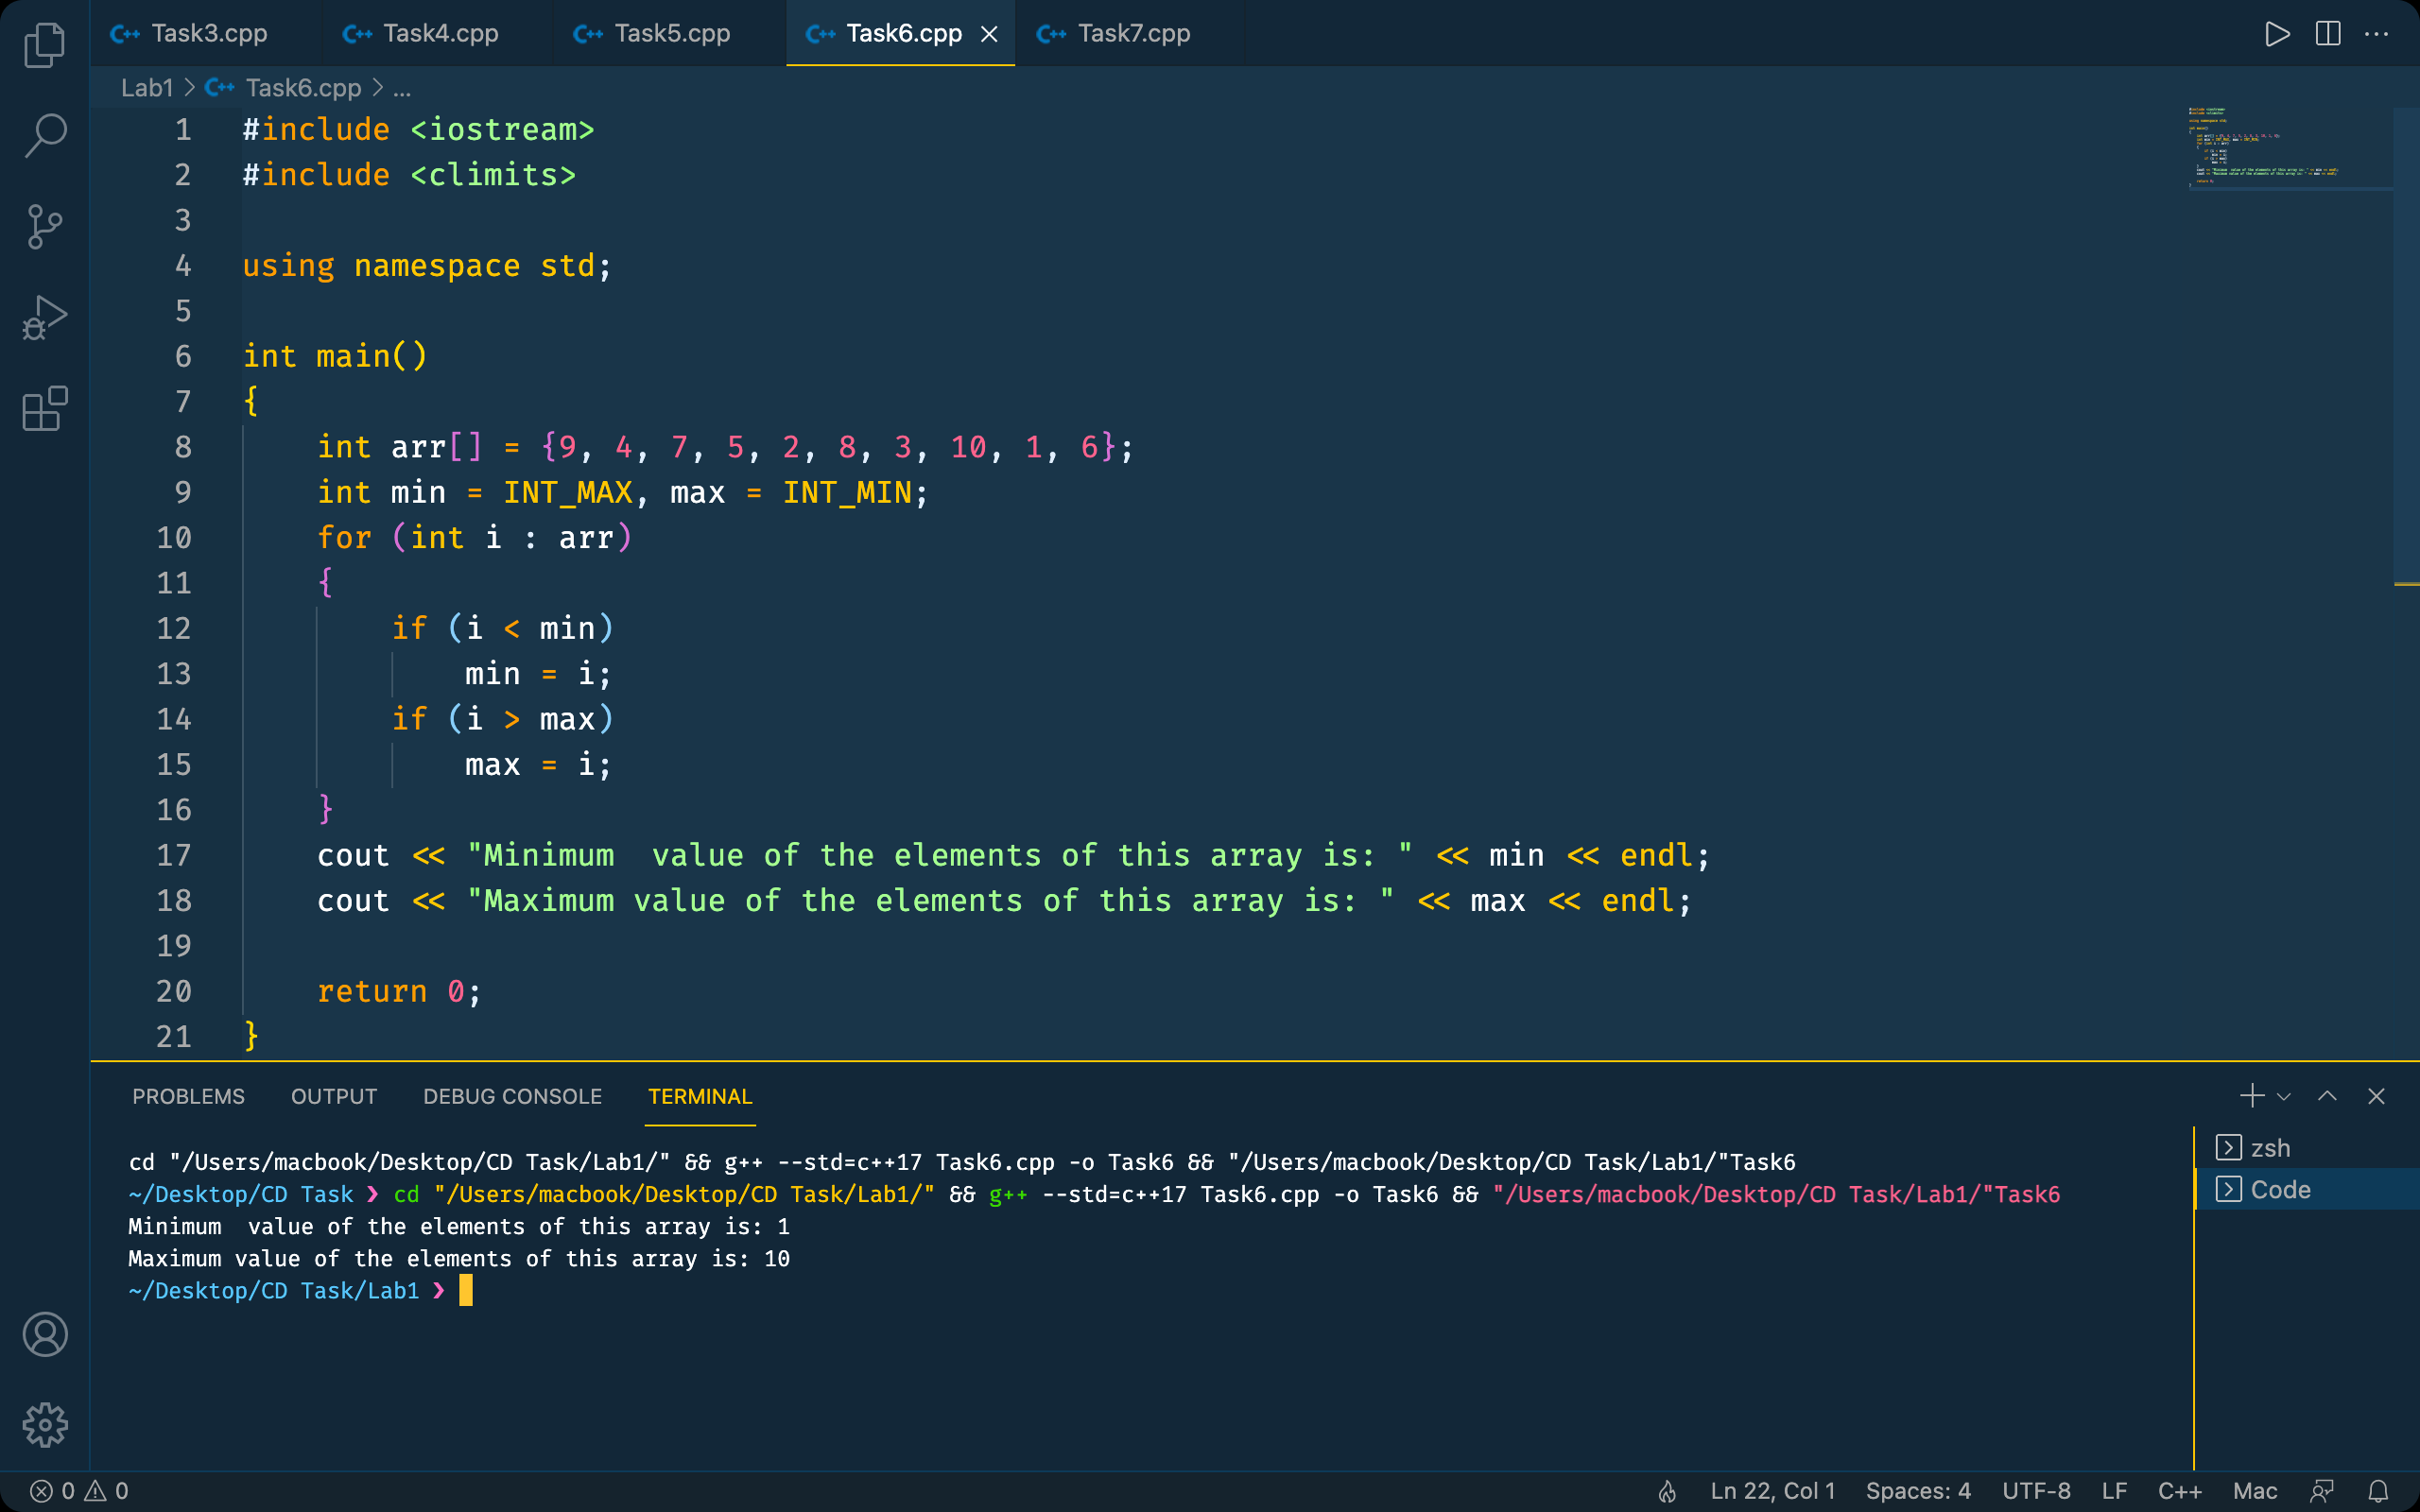 Task3.cpp Task4.cpp Task5.cpp Task6.cpp Task7.cpp
Lab1 > Task6.cpp > ...
1 #include <iostream>
2 #include <climits>
3
4 using namespace std;
5
6 int main()
7 {
8     int arr[] = {9, 4, 7, 5, 2, 8, 3, 10, 1, 6};
9     int min = INT_MAX, max = INT_MIN;
10     for (int i : arr)
11     {
12         if (i < min)
13             min = i;
14         if (i > max)
15             max = i;
16     }
17     cout << "Minimum  value of the elements of this array is: " << min << endl;
18     cout << "Maximum value of the elements of this array is: " << max << endl;
19
20     return 0;
21 }
PROBLEMS OUTPUT DEBUG CONSOLE TERMINAL
cd "/Users/macbook/Desktop/CD Task/Lab1/" && g++ --std=c++17 Task6.cpp -o Task6 && "/Users/macbook/Desktop/CD Task/Lab1/"Task6
~/Desktop/CD Task ❯ cd "/Users/macbook/Desktop/CD Task/Lab1/" && g++ --std=c++17 Task6.cpp -o Task6 && "/Users/macbook/Desktop/CD Task/Lab1/"Task6
Minimum  value of the elements of this array is: 1
Maximum value of the elements of this array is: 10
~/Desktop/CD Task/Lab1 ❯
zsh
Code
0 0 Ln 22, Col 1 Spaces: 4 UTF-8 LF C++ Mac